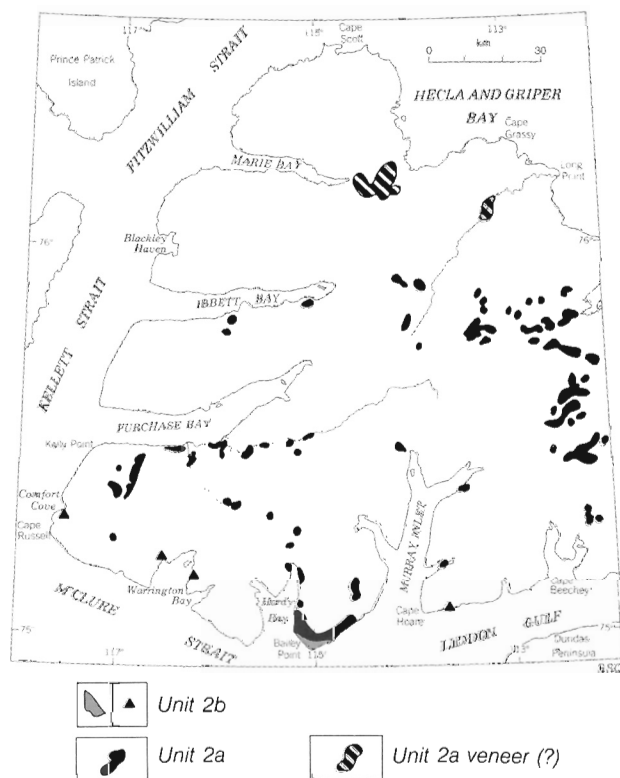 117°
115°
Cape Scott
113°
0 30
km
Prince Patrick Island
FITZWILLIAM STRAIT
HECLA AND GRIPER BAY
Cape Grassy
MARIE BAY
Long Point
76°
Blackley Haven
76°
IBBETT BAY
KELLETT STRAIT
PURCHASE BAY
Kelly Point
Comfort Cove
Cape Russell
MURRAY INLET
Warrington Bay
Hardy Bay
Cape Hoare
Cape Beechey
M'CLURE STRAIT
Bailey Point
LIDDON GULF
Dundas Peninsula
75°
75°
117°
115°
113°
Unit 2b
Unit 2a
Unit 2a veneer (?)